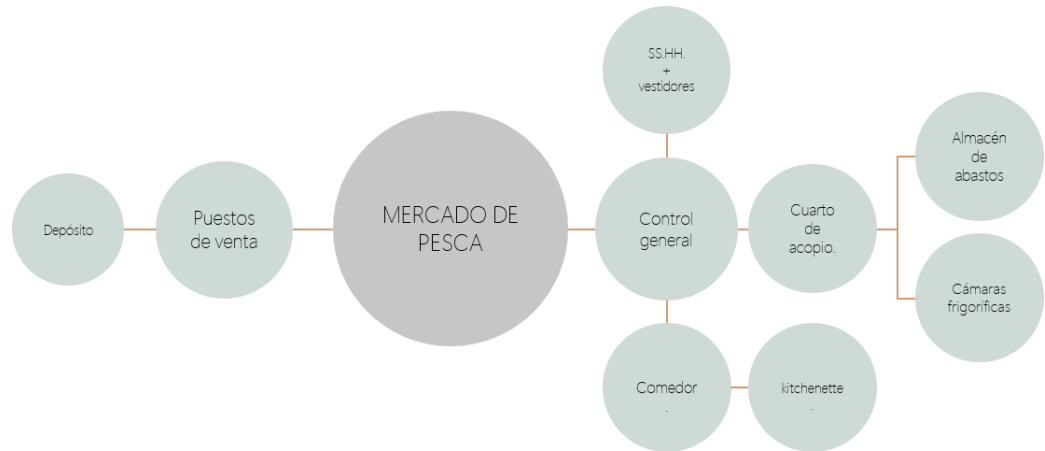 Depósito
Puestos
de venta
MERCADO DE
PESCA
SS.HH.
+
vestidores
Control
general
Comedor
.
Cuarto
de
acopio.
kitchenette
.
Almacén
de
abastos
Cámaras
frigoríficas